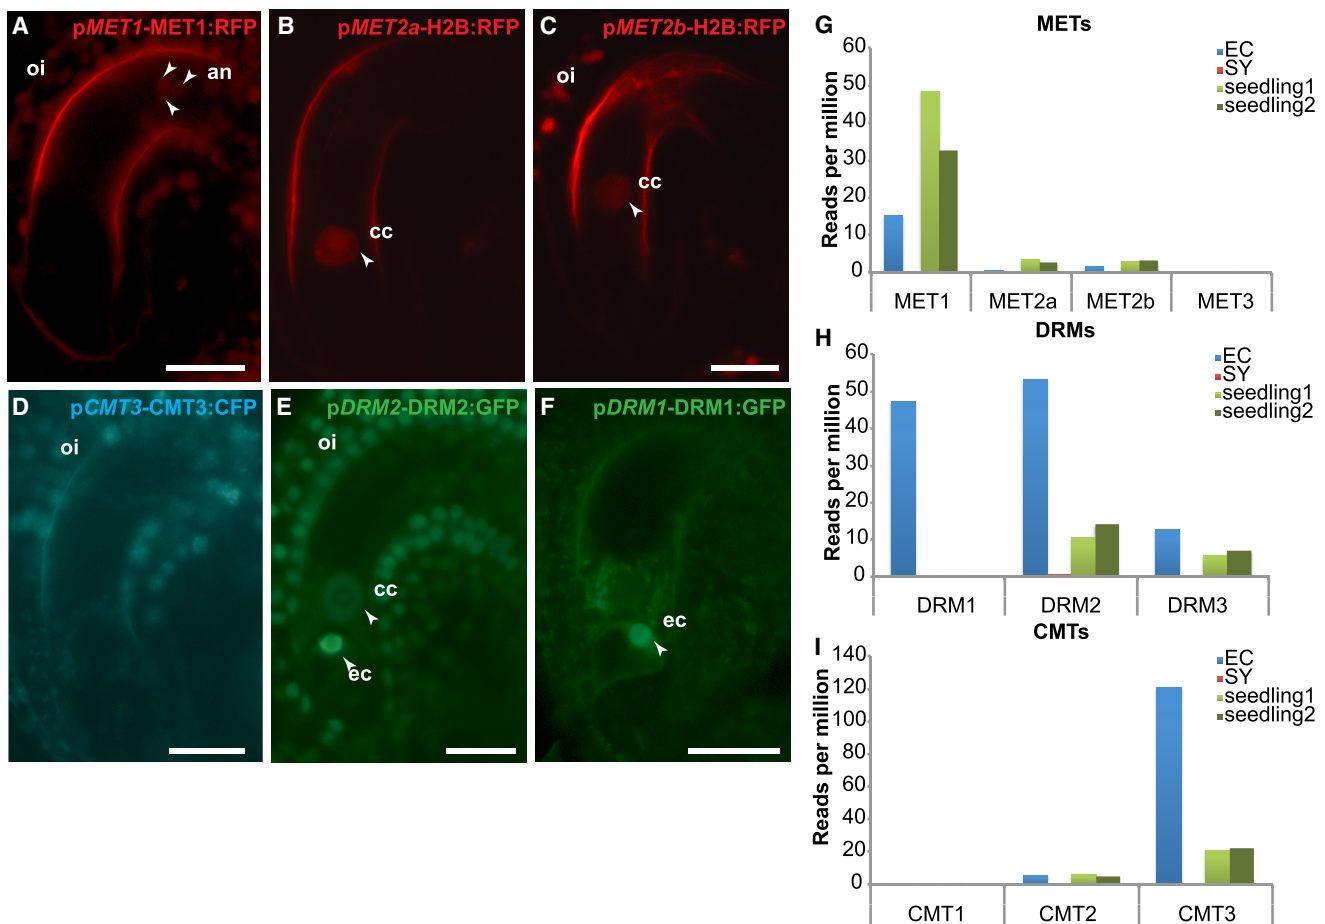 A pMET1-MET1:RFP
oi
an
B pMET2a-H2B:RFP
cc
C pMET2b-H2B:RFP
oi
cc
D pCMT3-CMT3:CFP
oi
E pDRM2-DRM2:GFP
oi
cc
ec
F pDRM1-DRM1:GFP
ec
G
METs
Reads per million
60
50
40
30
20
10
0
EC
SY
seedling1
seedling2
MET1 MET2a MET2b MET3
H
DRMs
Reads per million
60
50
40
30
20
10
0
EC
SY
seedling1
seedling2
DRM1 DRM2 DRM3
I
CMTs
Reads per million
140
120
100
80
60
40
20
0
EC
SY
seedling1
seedling2
CMT1 CMT2 CMT3